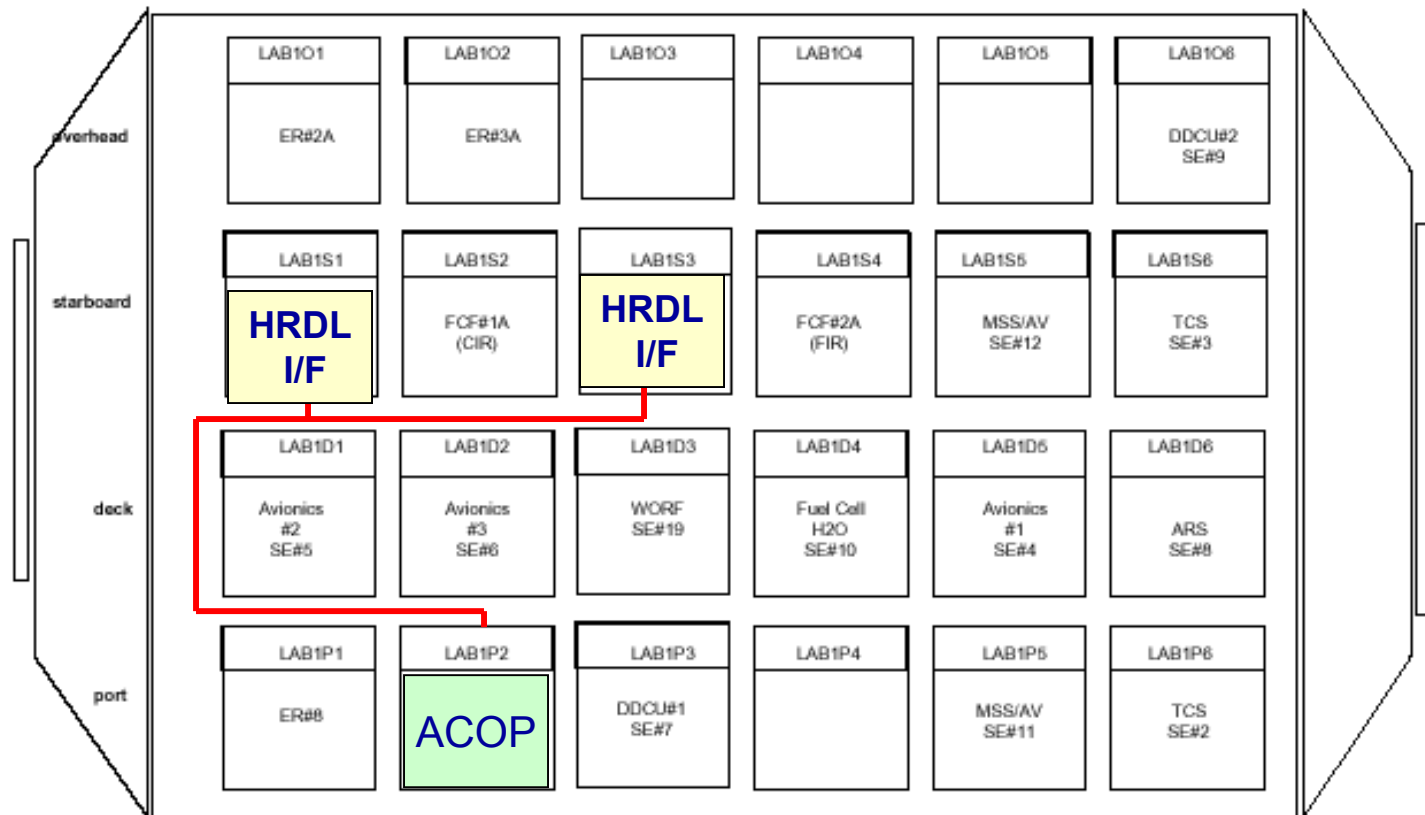 LAB1O1
LAB1O2
LAB1O3
LAB1O4
LAB1O5
LAB1O6
overhead
ER#2A
ER#3A
DDCU#2
SE#9
LAB1S1
LAB1S2
LAB1S3
LAB1S4
LAB1S5
LAB1S6
starboard
HRDL
I/F
FCF#1A
(CIR)
HRDL
I/F
FCF#2A
(FIR)
MSS/AV
SE#12
TCS
SE#3
LAB1D1
LAB1D2
LAB1D3
LAB1D4
LAB1D5
LAB1D6
deck
Avionics
#2
SE#5
Avionics
#3
SE#6
WORF
SE#19
Fuel Cell
H2O
SE#10
Avionics
#1
SE#4
ARS
SE#8
LAB1P1
LAB1P2
LAB1P3
LAB1P4
LAB1P5
LAB1P6
port
ER#8
ACOP
DDCU#1
SE#7
MSS/AV
SE#11
TCS
SE#2